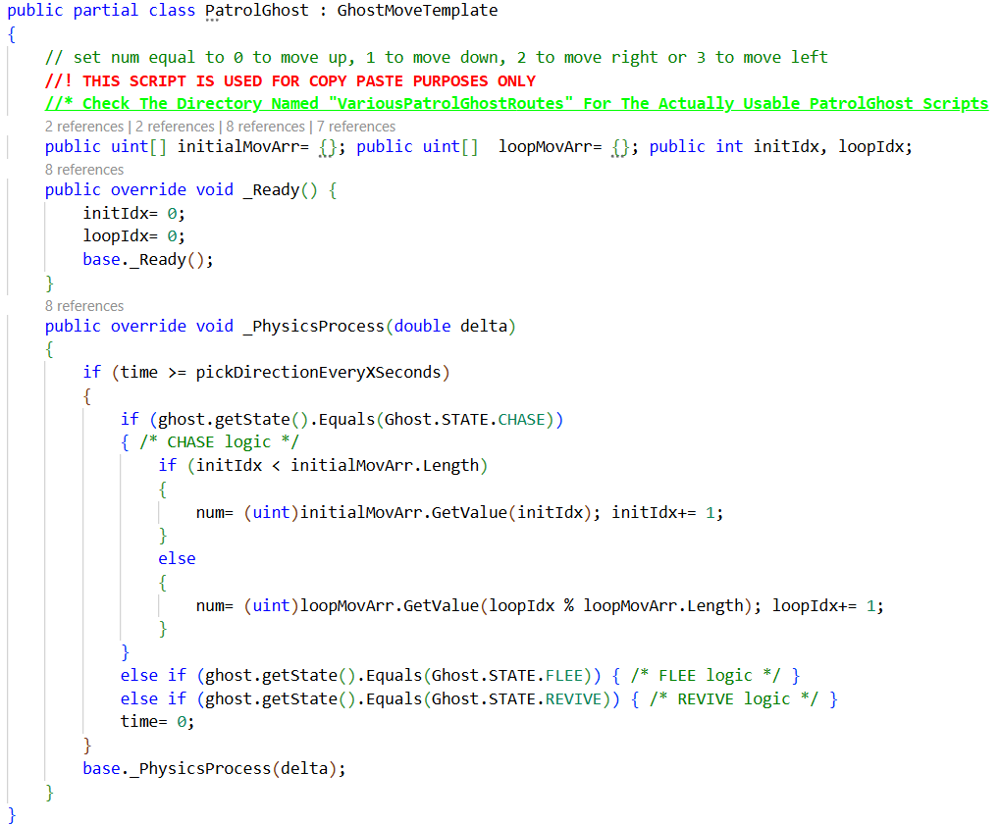 public partial class PatrolGhost : GhostMoveTemplate
{
    // set num equal to 0 to move up, 1 to move down, 2 to move right or 3 to move left
    //! THIS SCRIPT IS USED FOR COPY PASTE PURPOSES ONLY
    //* Check The Directory Named "VariousPatrolGhostRoutes" For The Actually Usable PatrolGhost Scripts
    2 references | 2 references | 8 references | 7 references
    public uint[] initialMovArr= {}; public uint[]  loopMovArr= {}; public int initIdx, loopIdx;
    8 references
    public override void _Ready() {
        initIdx= 0;
        loopIdx= 0;
        base._Ready();
    }
    8 references
    public override void _PhysicsProcess(double delta)
    {
        if (time >= pickDirectionEveryXSeconds)
        {
            if (ghost.getState().Equals(Ghost.STATE.CHASE))
            { /* CHASE logic */
                if (initIdx < initialMovArr.Length)
                {
                    num= (uint)initialMovArr.GetValue(initIdx); initIdx+= 1;
                }
                else
                {
                    num= (uint)loopMovArr.GetValue(loopIdx % loopMovArr.Length); loopIdx+= 1;
                }
            }
            else if (ghost.getState().Equals(Ghost.STATE.FLEE)) { /* FLEE logic */ }
            else if (ghost.getState().Equals(Ghost.STATE.REVIVE)) { /* REVIVE logic */ }
            time= 0;
        }
        base._PhysicsProcess(delta);
    }
}